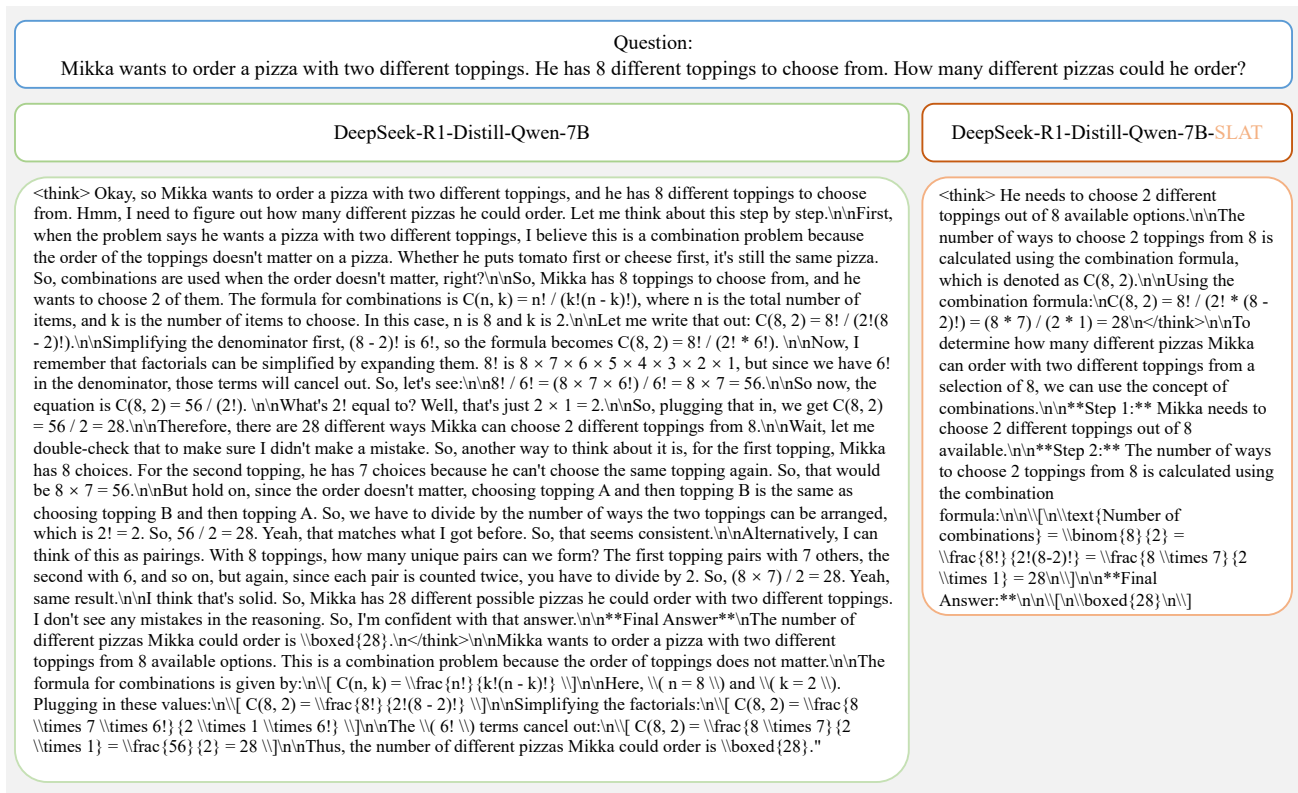 Question:
Mikka wants to order a pizza with two different toppings. He has 8 different toppings to choose from. How many different pizzas could he order?
DeepSeek-R1-Distill-Qwen-7B
<think> Okay, so Mikka wants to order a pizza with two different toppings, and he has 8 different toppings to choose
from. Hmm, I need to figure out how many different pizzas he could order. Let me think about this step by step.\n\nFirst,
when the problem says he wants a pizza with two different toppings, I believe this is a combination problem because
the order of the toppings doesn't matter on a pizza. Whether he puts tomato first or cheese first, it's still the same pizza.
So, combinations are used when the order doesn't matter, right?\n\nSo, Mikka has 8 toppings to choose from, and he
wants to choose 2 of them. The formula for combinations is C(n, k) = n! / (k!(n - k)!), where n is the total number of
items, and k is the number of items to choose. In this case, n is 8 and k is 2.\n\nLet me write that out: C(8, 2) = 8! / (2!(8
- 2)!).\n\nSimplifying the denominator first, (8 - 2)! is 6!, so the formula becomes C(8, 2) = 8! / (2! * 6!). \n\nNow, I
remember that factorials can be simplified by expanding them. 8! is 8 × 7 × 6 × 5 × 4 × 3 × 2 × 1, but since we have 6!
in the denominator, those terms will cancel out. So, let's see:\n\n8! / 6! = (8 × 7 × 6!) / 6! = 8 × 7 = 56.\n\nSo now, the
equation is C(8, 2) = 56 / (2!). \n\nWhat's 2! equal to? Well, that's just 2 × 1 = 2.\n\nSo, plugging that in, we get C(8, 2)
= 56 / 2 = 28.\n\nTherefore, there are 28 different ways Mikka can choose 2 different toppings from 8.\n\nWait, let me
double-check that to make sure I didn't make a mistake. So, another way to think about it is, for the first topping, Mikka
has 8 choices. For the second topping, he has 7 choices because he can't choose the same topping again. So, that would
be 8 × 7 = 56.\n\nBut hold on, since the order doesn't matter, choosing topping A and then topping B is the same as
choosing topping B and then topping A. So, we have to divide by the number of ways the two toppings can be arranged,
which is 2! = 2. So, 56 / 2 = 28. Yeah, that matches what I got before. So, that seems consistent.\n\nAlternatively, I can
think of this as pairings. With 8 toppings, how many unique pairs can we form? The first topping pairs with 7 others, the
second with 6, and so on, but again, since each pair is counted twice, you have to divide by 2. So, (8 × 7) / 2 = 28. Yeah,
same result.\n\nI think that's solid. So, Mikka has 28 different possible pizzas he could order with two different toppings.
I don't see any mistakes in the reasoning. So, I'm confident with that answer.\n\n**Final Answer**\nThe number of
different pizzas Mikka could order is \\boxed{28}.\n</think>\n\nMikka wants to order a pizza with two different
toppings from 8 available options. This is a combination problem because the order of toppings does not matter.\n\nThe
formula for combinations is given by:\n\\[ C(n, k) = \\frac{n!}{k!(n - k)!} \\]\n\nHere, \\( n = 8 \\) and \\( k = 2 \\).
Plugging in these values:\n\\[ C(8, 2) = \\frac{8!}{2!(8 - 2)!} \\]\n\nSimplifying the factorials:\n\\[ C(8, 2) = \\frac{8
\\times 7 \\times 6!}{2 \\times 1 \\times 6!} \\]\n\nThe \\( 6! \\) terms cancel out:\n\\[ C(8, 2) = \\frac{8 \\times 7}{2
\\times 1} = \\frac{56}{2} = 28 \\]\n\nThus, the number of different pizzas Mikka could order is \\boxed{28}."
DeepSeek-R1-Distill-Qwen-7B-SLAT
<think> He needs to choose 2 different
toppings out of 8 available options.\n\nThe
number of ways to choose 2 toppings from 8 is
calculated using the combination formula,
which is denoted as C(8, 2).\n\nUsing the
combination formula:\nC(8, 2) = 8! / (2! * (8 -
2)!) = (8 * 7) / (2 * 1) = 28\n</think>\n\nTo
determine how many different pizzas Mikka
can order with two different toppings from a
selection of 8, we can use the concept of
combinations.\n\n**Step 1:** Mikka needs to
choose 2 different toppings out of 8
available.\n\n**Step 2:** The number of ways
to choose 2 toppings from 8 is calculated using
the combination
formula:\n\n\\[\n\\text{Number of
combinations} = \\binom{8}{2} =
\\frac{8!}{2!(8-2)!} = \\frac{8 \\times 7}{2
\\times 1} = 28\n\\]\n\n**Final
Answer:**\n\n\\[\n\\boxed{28}\n\\]